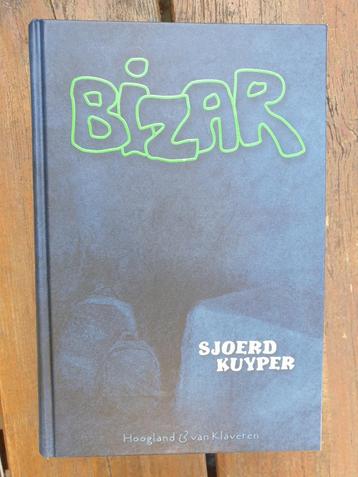 BIZAR
SJOERD
KUYPER
Hoogland & van Klaveren